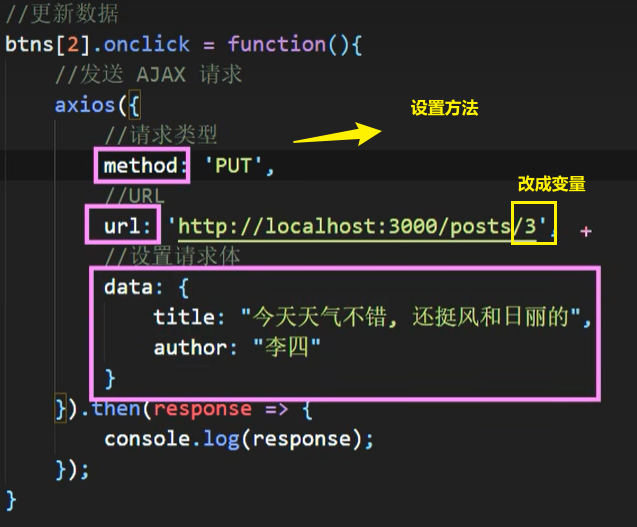 //更新数据
btns[2].onclick = function(){
//发送 AJAX 请求
axios({
设置方法
//请求类型
method: 'PUT',
改成变量
//URL
url: 'http://localhost:3000/posts/3', +
//设置请求体
data: {
title: "今天天气不错, 还挺风和日丽的",
author: "李四"
}
}).then(response => {
console.log(response);
});
}